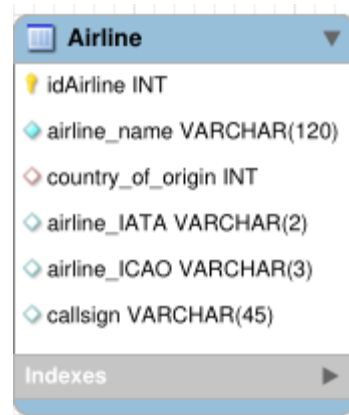 Airline
idAirline INT
airline_name VARCHAR(120)
country_of_origin INT
airline_IATA VARCHAR(2)
airline_ICAO VARCHAR(3)
callsign VARCHAR(45)
Indexes